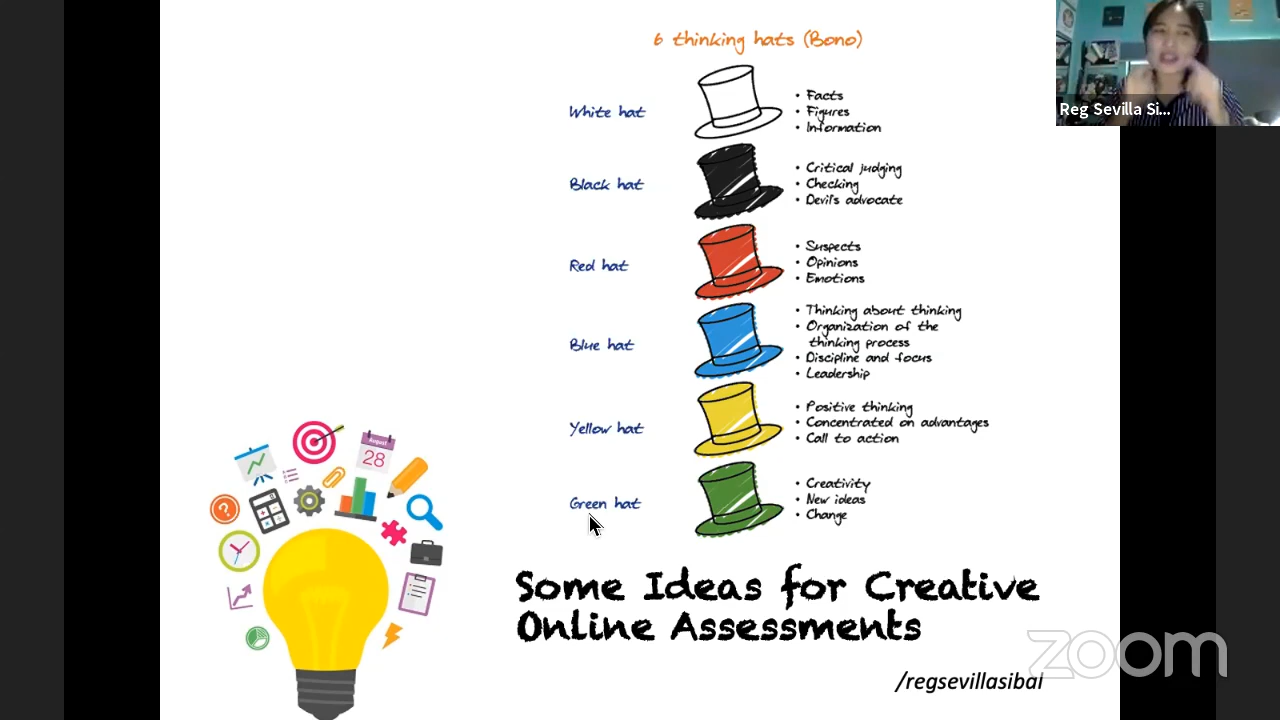 6 thinking hats (Bono)
White hat
• Facts
• Figures
• Information
Black hat
• Critical judging
• Checking
• Devil's advocate
Red hat
• Suspects
• Opinions
• Emotions
Blue hat
• Thinking about thinking
• Organization of the
thinking process
• Discipline and focus
• Leadership
Yellow hat
• Positive thinking
• Concentrated on advantages
• Call to action
Green hat
• Creativity
• New ideas
• Change
August
28
?
Some Ideas for Creative
Online Assessments
/regsevillasibal
zoom
Reg Sevilla Si...